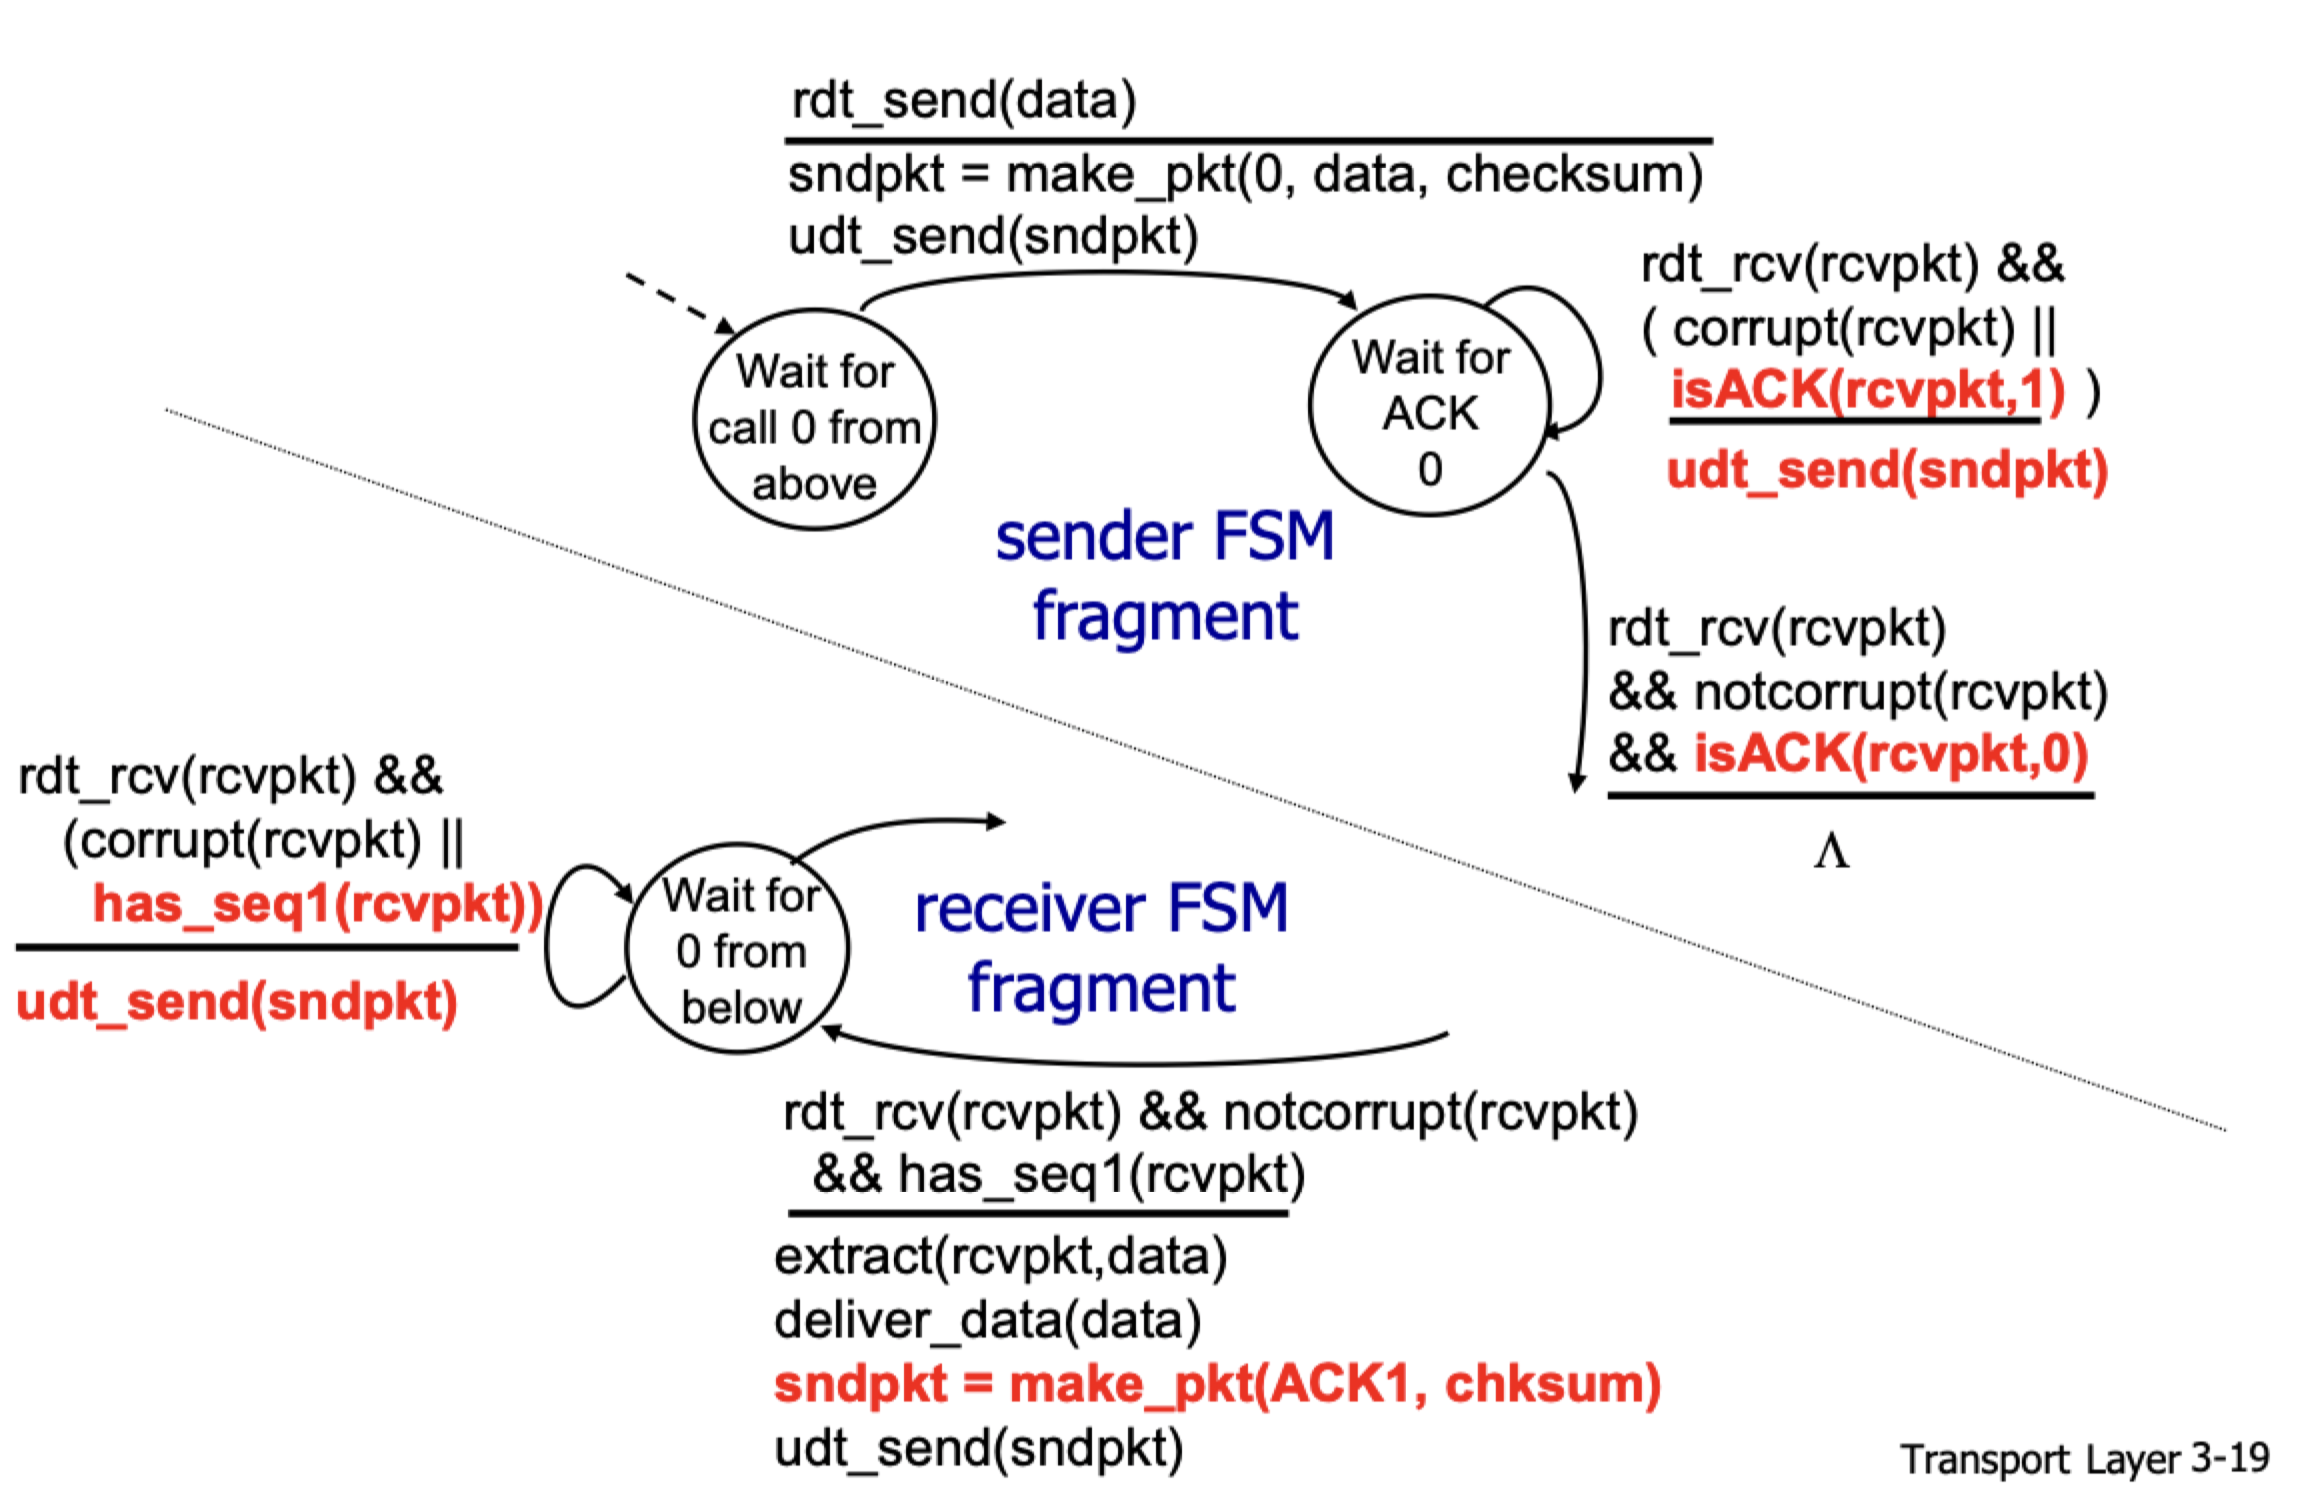 rdt_send(data)
sndpkt = make_pkt(0, data, checksum)
udt_send(sndpkt)
Wait for
call 0 from
above
Wait for
ACK
0
rdt_rcv(rcvpkt) &&
( corrupt(rcvpkt) ||
isACK(rcvpkt,1) )
udt_send(sndpkt)
sender FSM
fragment
rdt_rcv(rcvpkt)
&& notcorrupt(rcvpkt)
&& isACK(rcvpkt,0)
Λ
rdt_rcv(rcvpkt) &&
(corrupt(rcvpkt) ||
has_seq1(rcvpkt))
udt_send(sndpkt)
Wait for
0 from
below
receiver FSM
fragment
rdt_rcv(rcvpkt) && notcorrupt(rcvpkt)
&& has_seq1(rcvpkt)
extract(rcvpkt,data)
deliver_data(data)
sndpkt = make_pkt(ACK1, chksum)
udt_send(sndpkt)
Transport Layer 3-19